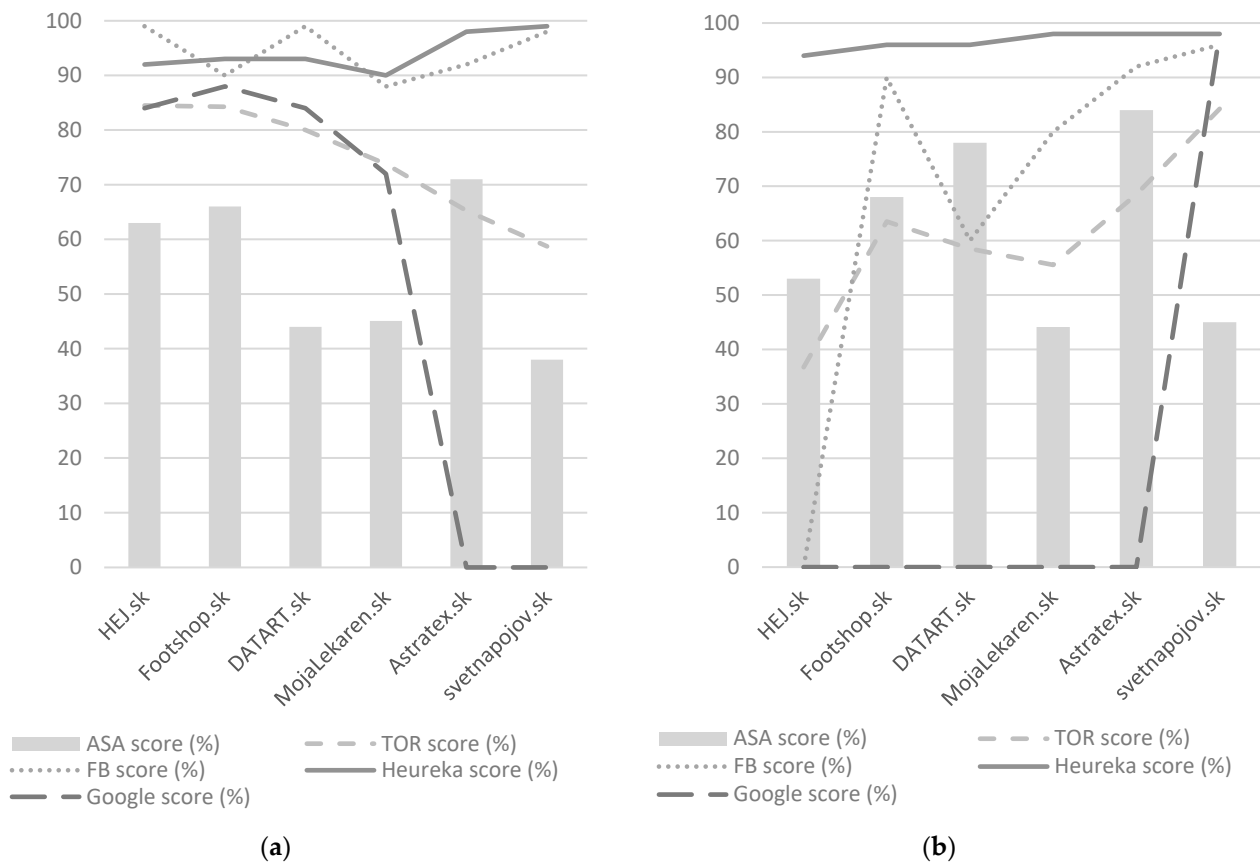 100
90
80
70
60
50
40
30
20
10
0
HEJ.sk
Footshop.sk
DATART.sk
MojaLekaren.sk
Astratex.sk
svetnapojov.sk
ASA score (%)
TOR score (%)
FB score (%)
Heureka score (%)
Google score (%)
(a)
100
90
80
70
60
50
40
30
20
10
0
HEJ.sk
Footshop.sk
DATART.sk
MojaLekaren.sk
Astratex.sk
svetnapojov.sk
ASA score (%)
TOR score (%)
FB score (%)
Heureka score (%)
Google score (%)
(b)